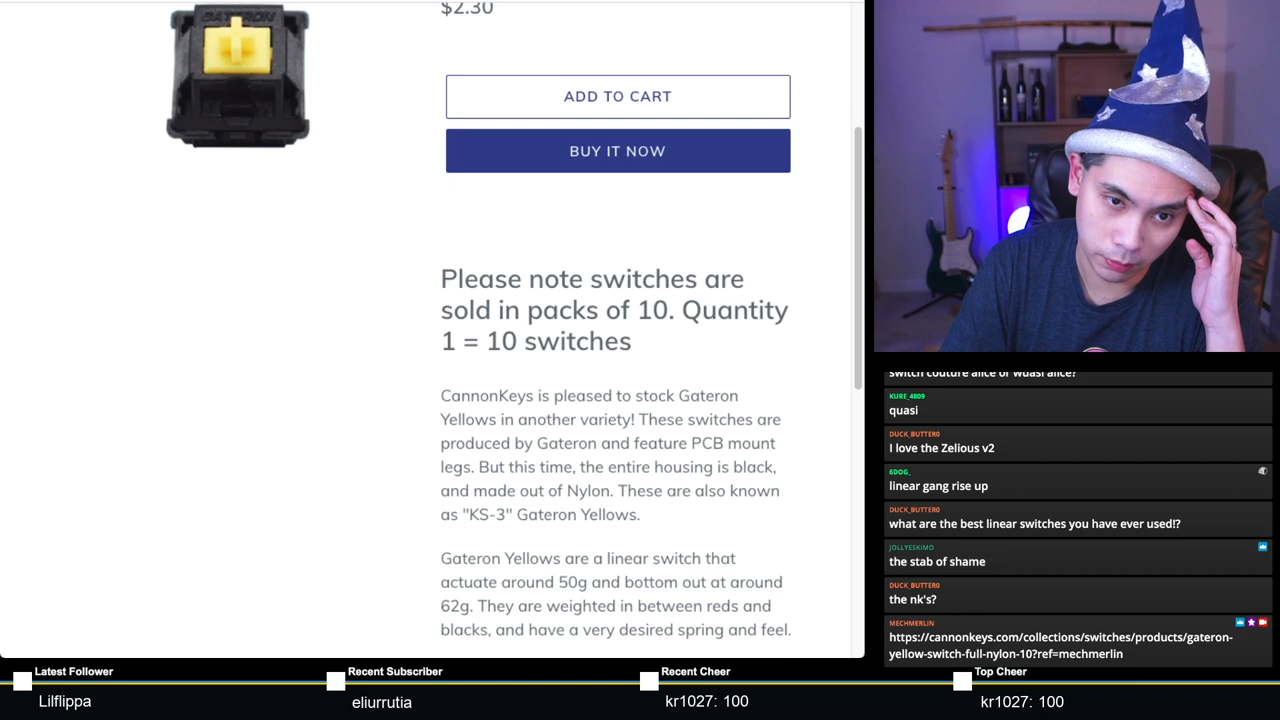 GATERON
$2.30
ADD TO CART
BUY IT NOW
Please note switches are
sold in packs of 10. Quantity
1 = 10 switches
CannonKeys is pleased to stock Gateron
Yellows in another variety! These switches are
produced by Gateron and feature PCB mount
legs. But this time, the entire housing is black,
and made out of Nylon. These are also known
as "KS-3" Gateron Yellows.
Gateron Yellows are a linear switch that
actuate around 50g and bottom out at around
62g. They are weighted in between reds and
blacks, and have a very desired spring and feel.
switch couture alice or wuasi alice?
KURE_4809
quasi
DUCK_BUTTER0
I love the Zelious v2
6DOG_
linear gang rise up
DUCK_BUTTER0
what are the best linear switches you have ever used!?
JOLLYESKIMO
the stab of shame
DUCK_BUTTER0
the nk's?
MECHMERLIN
https://cannonkeys.com/collections/switches/products/gateron-
yellow-switch-full-nylon-10?ref=mechmerlin
Latest Follower
Lilflippa
Recent Subscriber
eliurrutia
Recent Cheer
kr1027: 100
Top Cheer
kr1027: 100